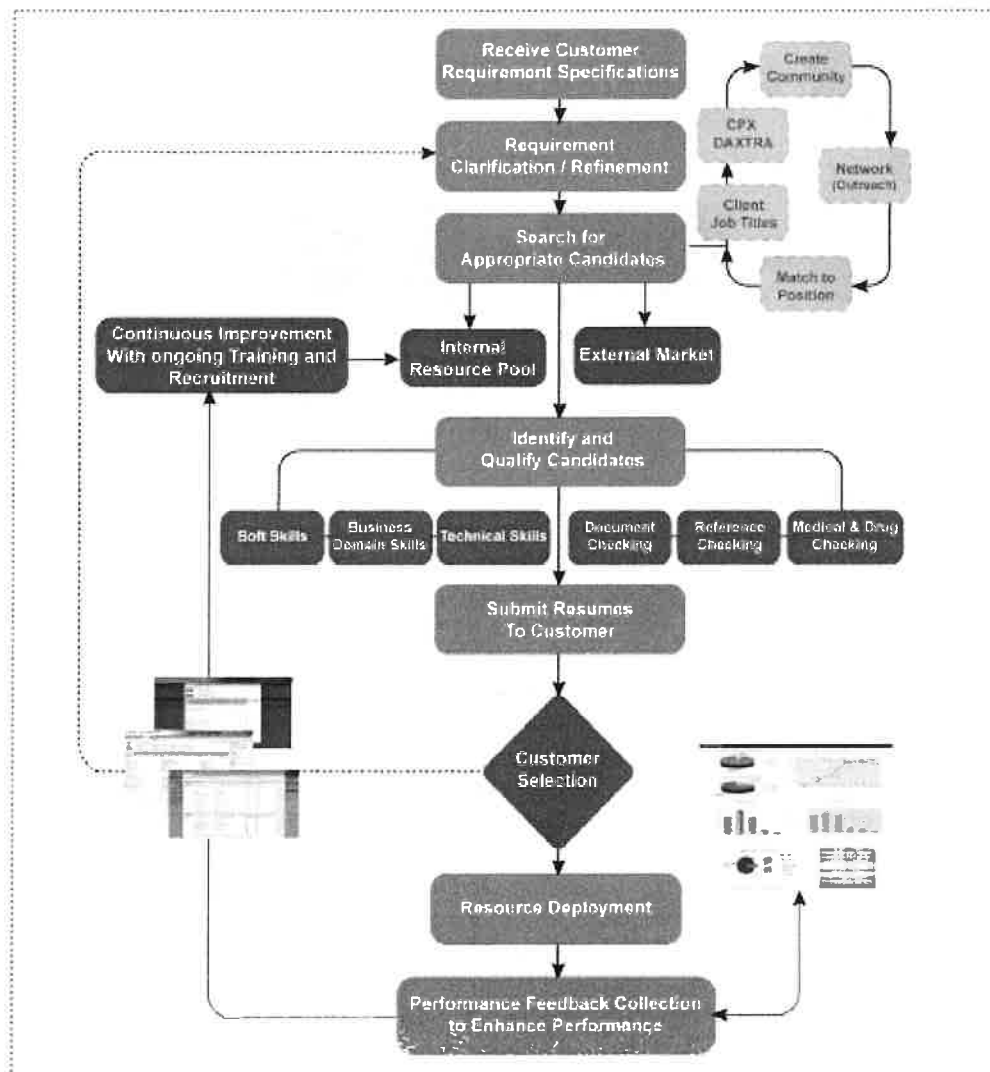 Receive Customer
Requirement Specifications
Create
Community
CPX
DAXTRA
Requirement
Clarification / Refinement
Network
(Outreach)
Client
Job Titles
Search for
Appropriate Candidates
Match to
Position
Continuous Improvement
With ongoing Training and
Recruitment
Internal
Resource Pool
External Market
Identify and
Qualify Candidates
Soft Skills
Business
Domain Skills
Technical Skills
Document
Checking
Reference
Checking
Medical & Drug
Checking
Submit Resumes
To Customer
Customer
Selection
Resource Deployment
Performance Feedback Collection
to Enhance Performance